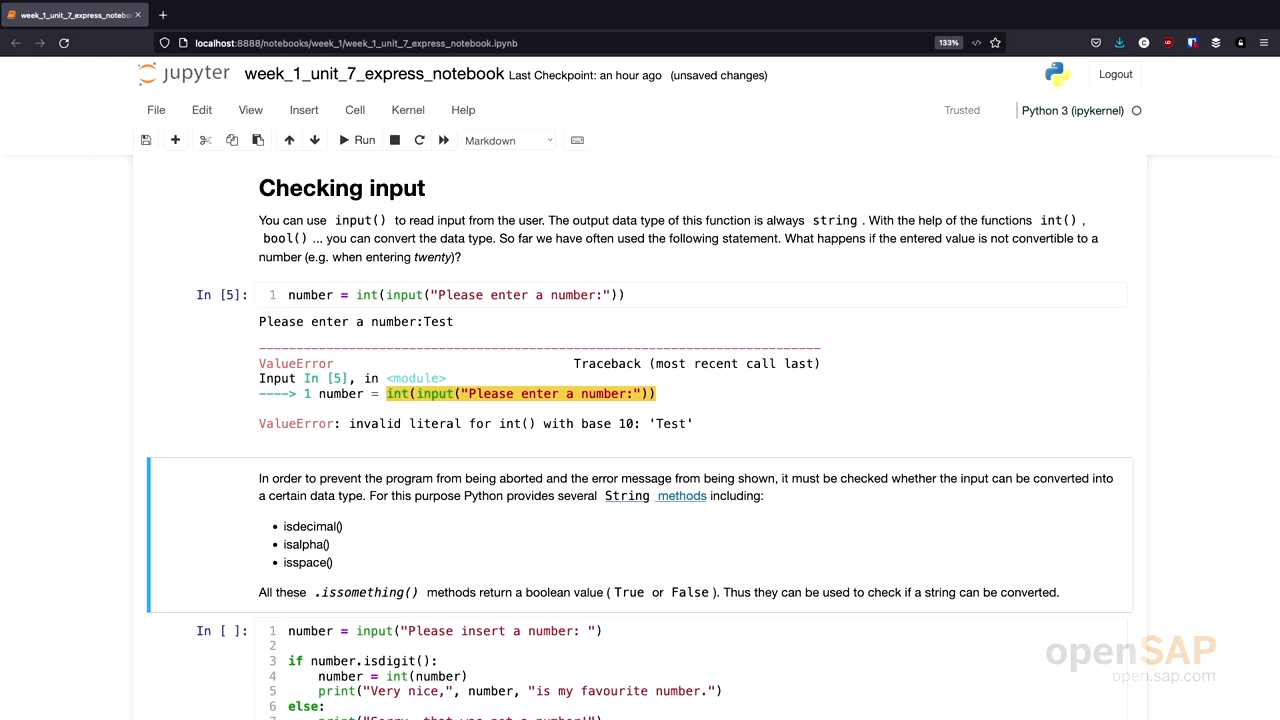 week_1_unit_7_express_notebo
localhost:8888/notebooks/week_1/week_1_unit_7_express_notebook.ipynb
133%
jupyter week_1_unit_7_express_notebook Last Checkpoint: an hour ago (unsaved changes)
Logout
File Edit View Insert Cell Kernel Help
Trusted
Python 3 (ipykernel)
Run
Markdown
Checking input
You can use input() to read input from the user. The output data type of this function is always string . With the help of the functions int() ,
bool() ... you can convert the data type. So far we have often used the following statement. What happens if the entered value is not convertible to a
number (e.g. when entering twenty)?
In [5]: 1 number = int(input("Please enter a number:"))
Please enter a number:Test
---------------------------------------------------------------------------
ValueError Traceback (most recent call last)
Input In [5], in <module>
----> 1 number = int(input("Please enter a number:"))
ValueError: invalid literal for int() with base 10: 'Test'
In order to prevent the program from being aborted and the error message from being shown, it must be checked whether the input can be converted into
a certain data type. For this purpose Python provides several String methods including:
• isdecimal()
• isalpha()
• isspace()
All these .issomething() methods return a boolean value ( True or False ). Thus they can be used to check if a string can be converted.
In [ ]: 1 number = input("Please insert a number: ")
2
3 if number.isdigit():
4 number = int(number)
5 print("Very nice,", number, "is my favourite number.")
6 else:
7 print("Sorry, that was not a number!")
openSAP
open.sap.com